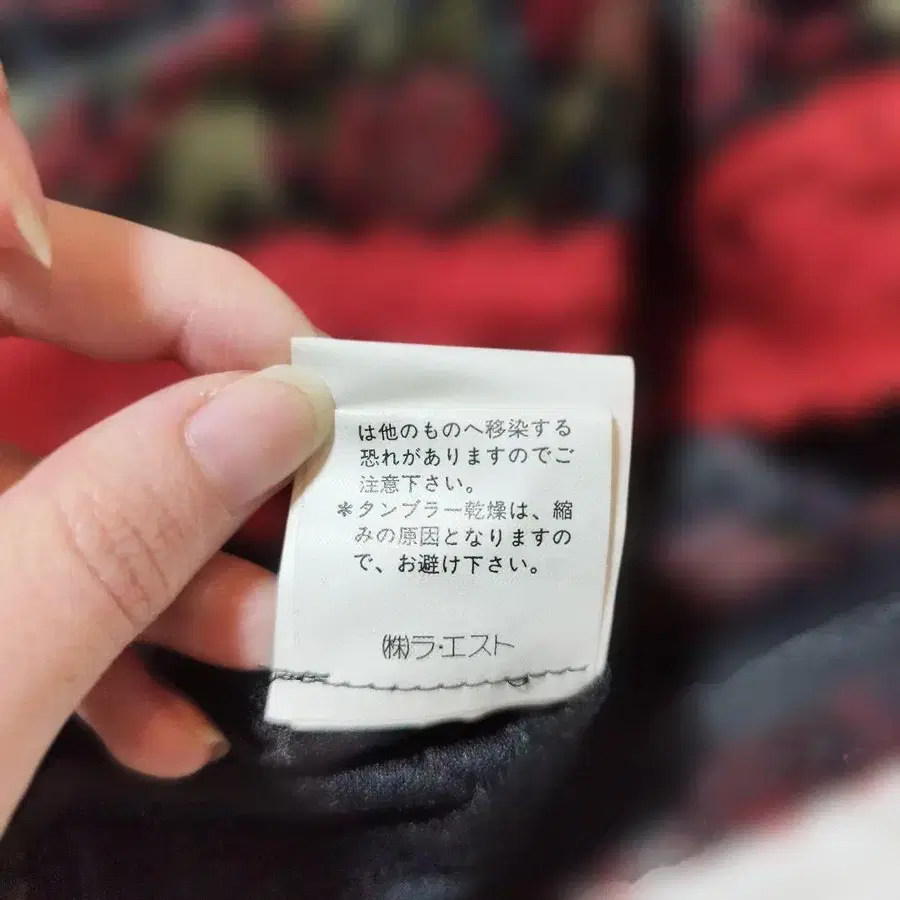 は他のものへ移染する
恐れがありますのでご
注意下さい。
＊タンブラー乾燥は、縮
みの原因となりますの
で、お避け下さい。
㈱ラ・エスト